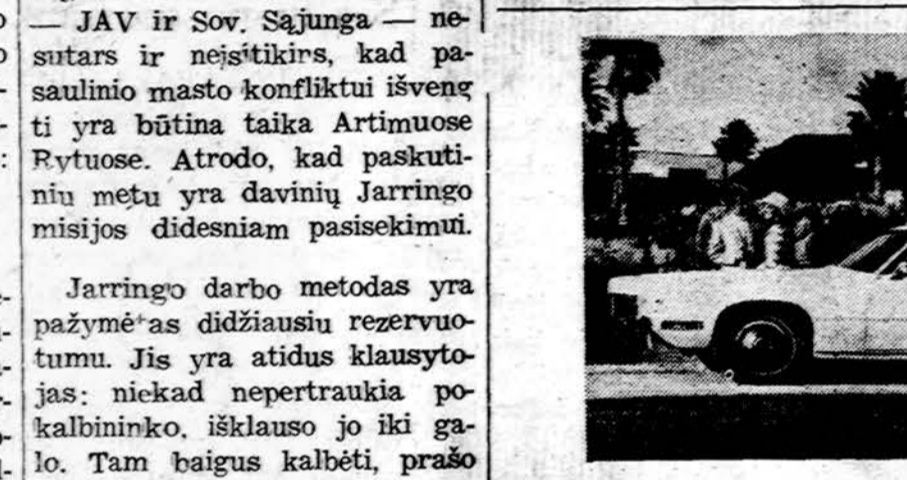 — JAV ir Sov. Sąjunga — ne-
sutars ir neįsitikirs, kad pa-
saulinio masto konfliktui išveng
ti yra būtina taika Artimuose
Rytuose. Atrodo, kad paskuti-
niu metu yra davinių Jarringo
misijos didesniam pasisekimui.
Jarringo darbo metodas yra
pažymėtas didžiausiu rezervuo-
tumu. Jis yra atidus klausyto-
jas: niekad nepertraukia po-
kalbininko, išklauso jo iki ga-
lo. Tam baigus kalbėti, prašo